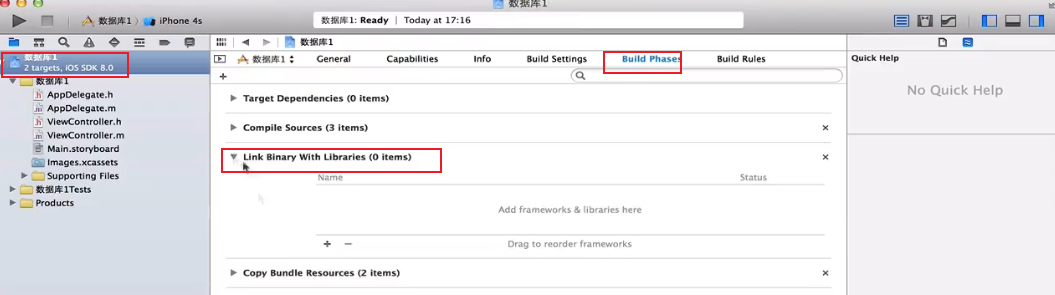 数据库1
数据库1 › iPhone 4s
数据库1: Ready | Today at 17:16
数据库1
数据库1
2 targets, iOS SDK 8.0
数据库1
General
Capabilities
Info
Build Settings
Build Phases
Build Rules
Quick Help
No Quick Help
数据库1
h AppDelegate.h
m AppDelegate.m
h ViewController.h
m ViewController.m
Main.storyboard
Images.xcassets
Supporting Files
数据库1Tests
Products
+
Target Dependencies (0 items)
Compile Sources (3 items)
Link Binary With Libraries (0 items)
Name Status
Add frameworks & libraries here
+ − Drag to reorder frameworks
Copy Bundle Resources (2 items)